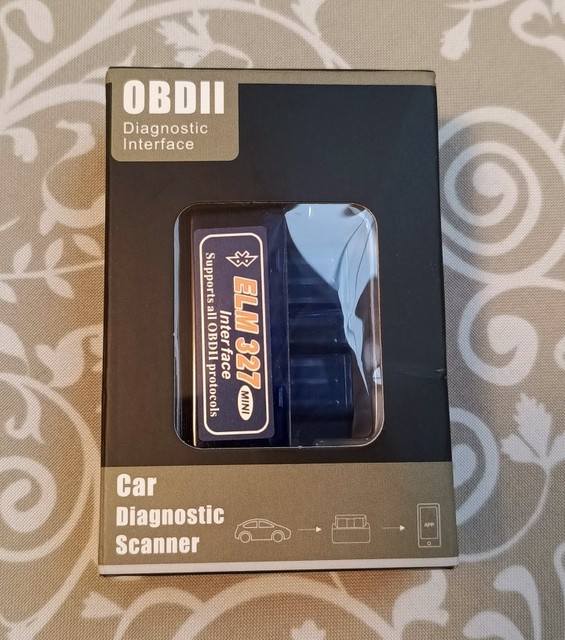 OBDII
Diagnostic
Interface
ELM 327 MINI
Interface
Supports all OBDII protocols
Car
Diagnostic
Scanner
APP